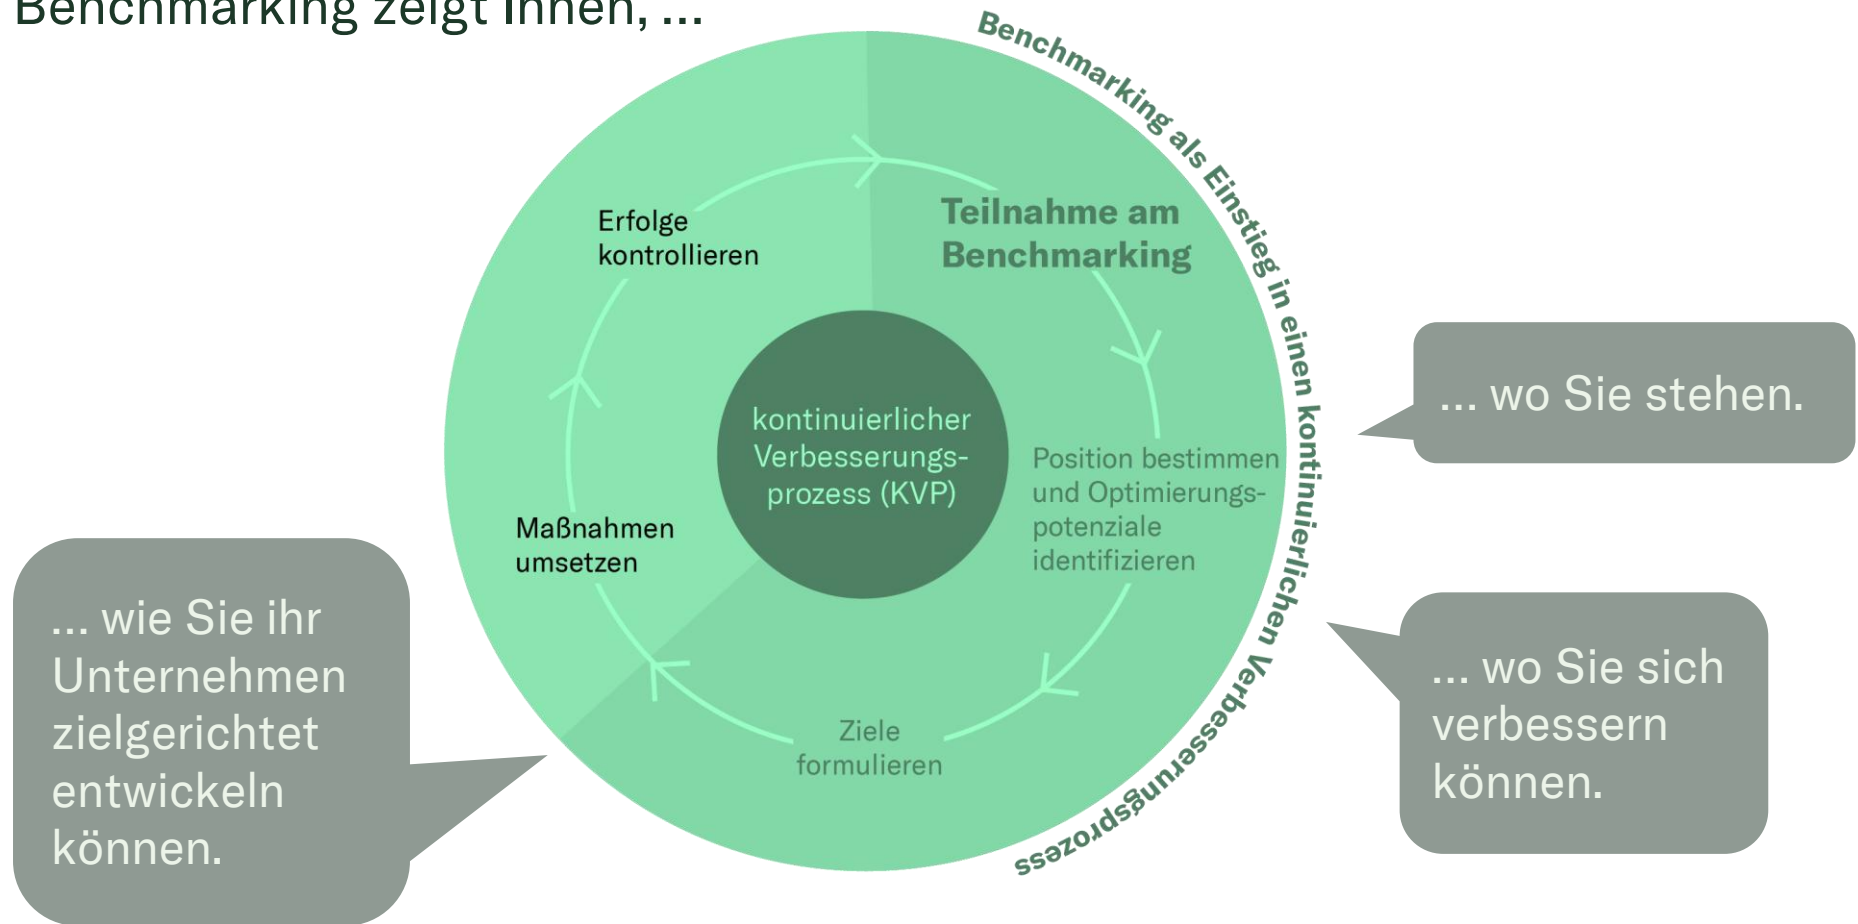 Benchmarking zeigt Ihnen, ...
Benchmarking als Einstieg in einen kontinuierlichen Verbesserungsprozess
Teilnahme am
Benchmarking
Position bestimmen
und Optimierungs-
potenziale
identifizieren
Ziele
formulieren
Maßnahmen
umsetzen
Erfolge
kontrollieren
kontinuierlicher
Verbesserungs-
prozess (KVP)
... wo Sie stehen.
... wo Sie sich
verbessern
können.
... wie Sie ihr
Unternehmen
zielgerichtet
entwickeln
können.